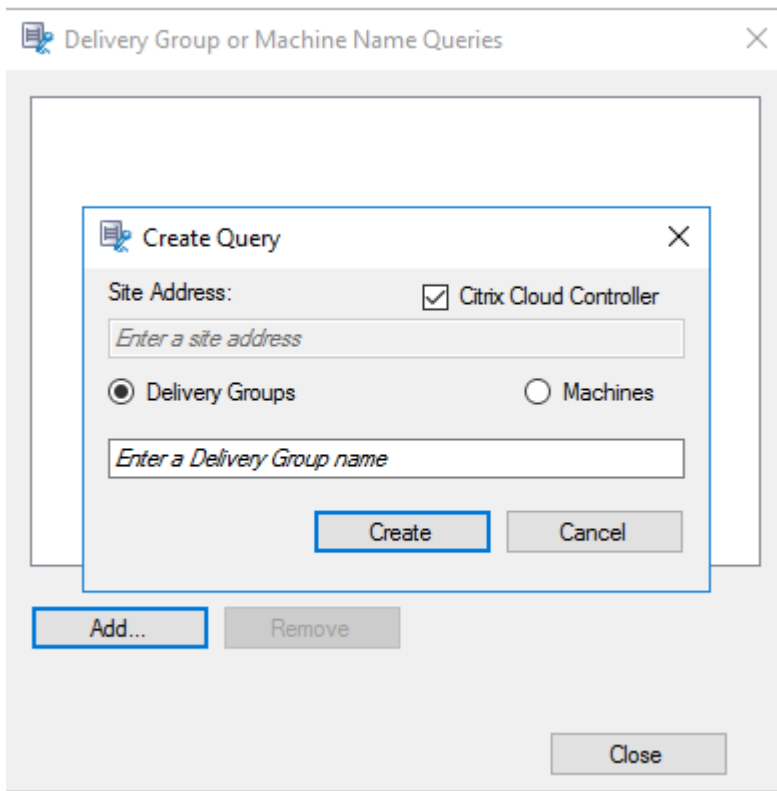 Delivery Group or Machine Name Queries
Create Query
Site Address:
Citrix Cloud Controller
Enter a site address
Delivery Groups
Machines
Enter a Delivery Group name
Create
Cancel
Add...
Remove
Close